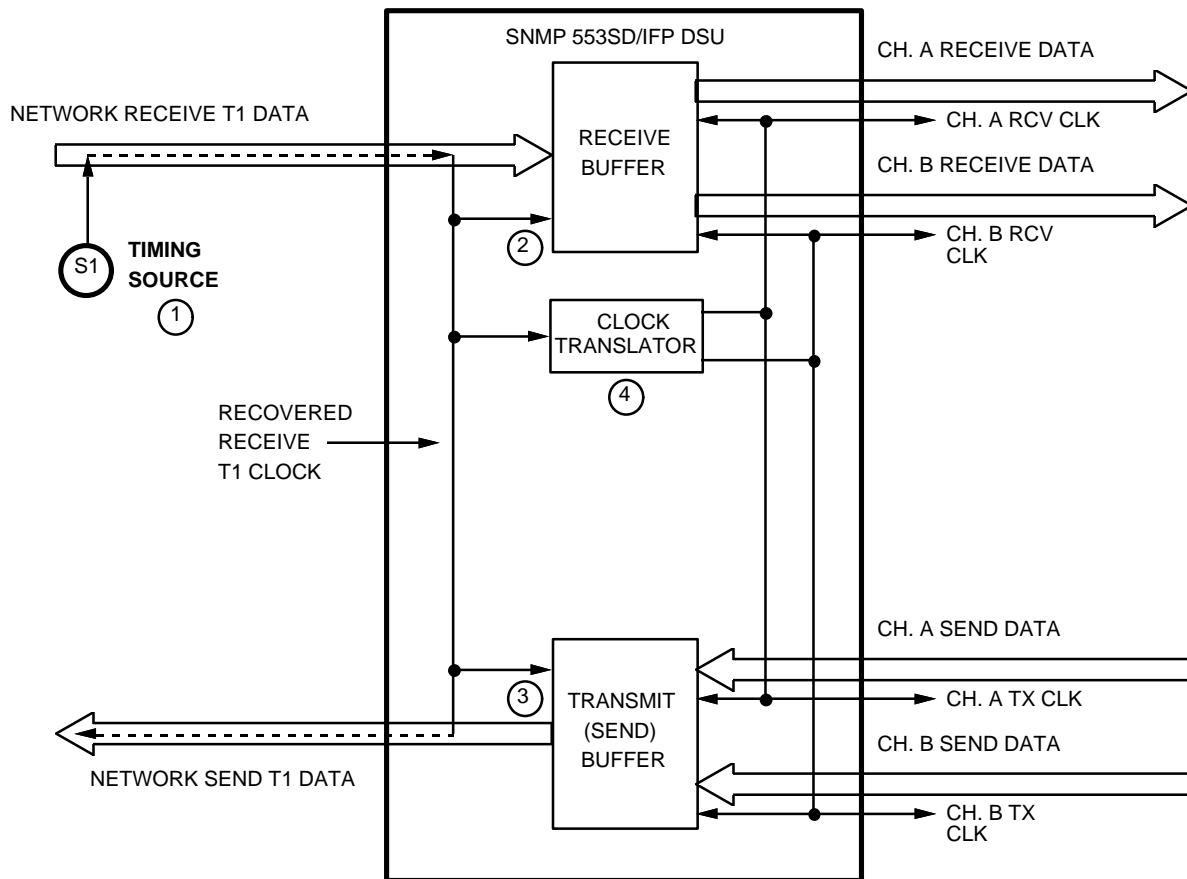 SNMP 553SD/IFP DSU
CH. A RECEIVE DATA
NETWORK RECEIVE T1 DATA
CH. A RCV CLK
RECEIVE
BUFFER
CH. B RECEIVE DATA
2
CH. B RCV
CLK
S1
TIMING
SOURCE
1
CLOCK
TRANSLATOR
4
RECOVERED
RECEIVE
T1 CLOCK
CH. A SEND DATA
3
TRANSMIT
(SEND)
BUFFER
CH. A TX CLK
CH. B SEND DATA
NETWORK SEND T1 DATA
CH. B TX
CLK